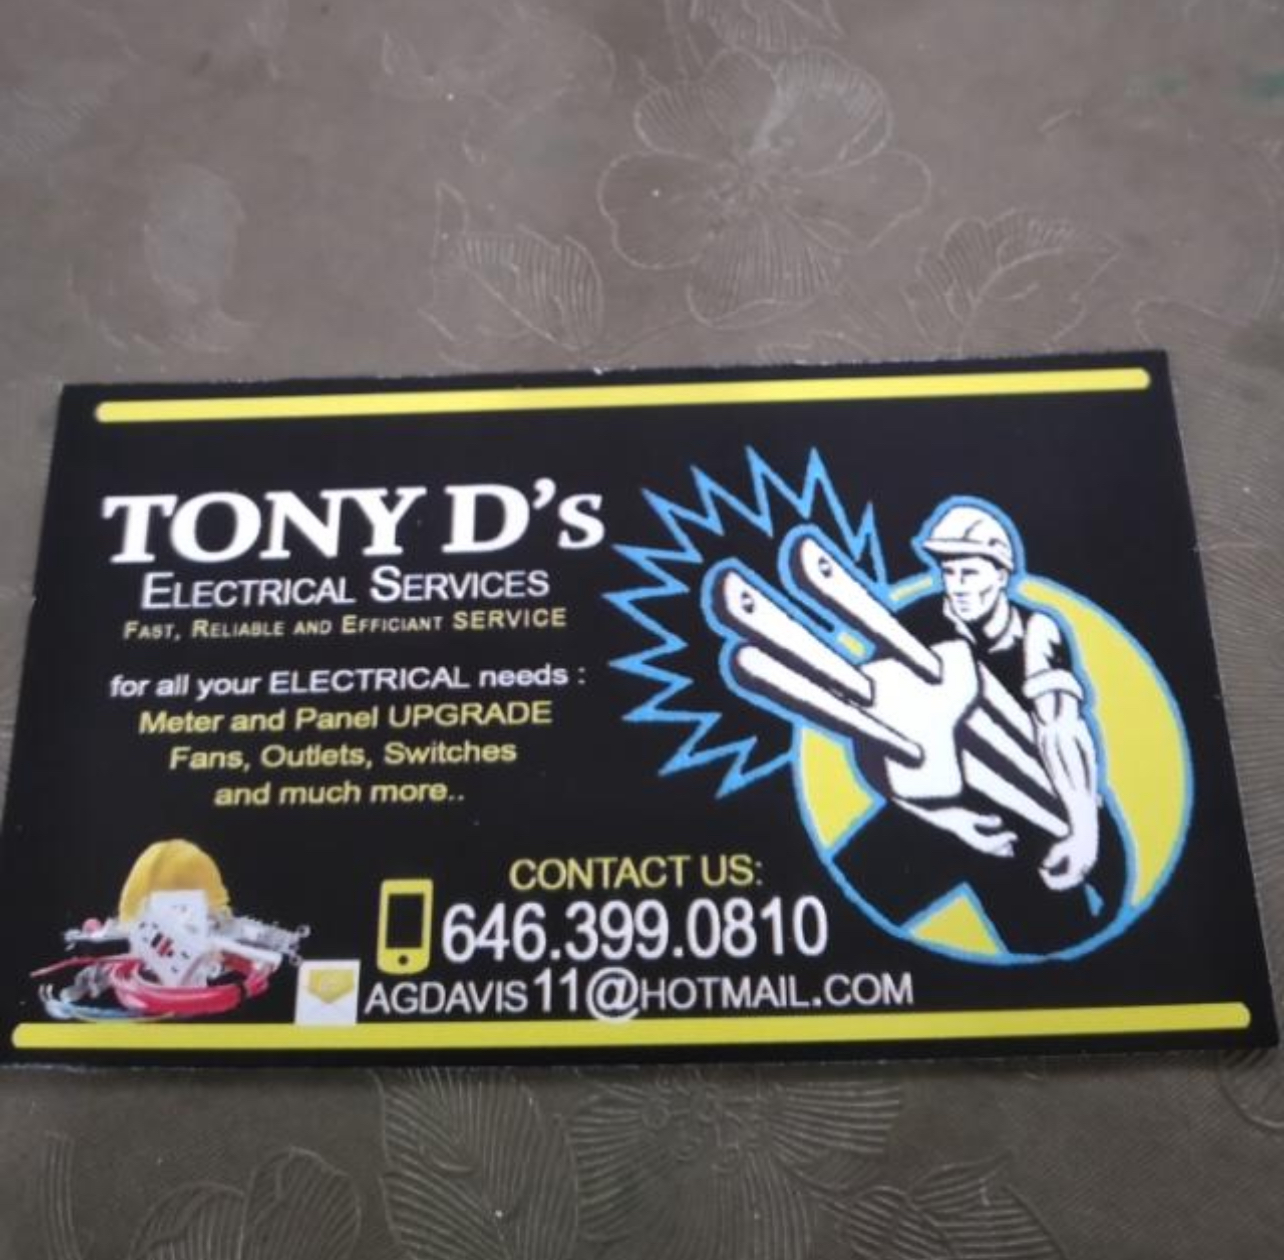 TONY D's
ELECTRICAL SERVICES
FAST, RELIABLE AND EFFICIANT SERVICE
for all your ELECTRICAL needs :
Meter and Panel UPGRADE
Fans, Outlets, Switches
and much more..
CONTACT US:
646.399.0810
AGDAVIS11@HOTMAIL.COM